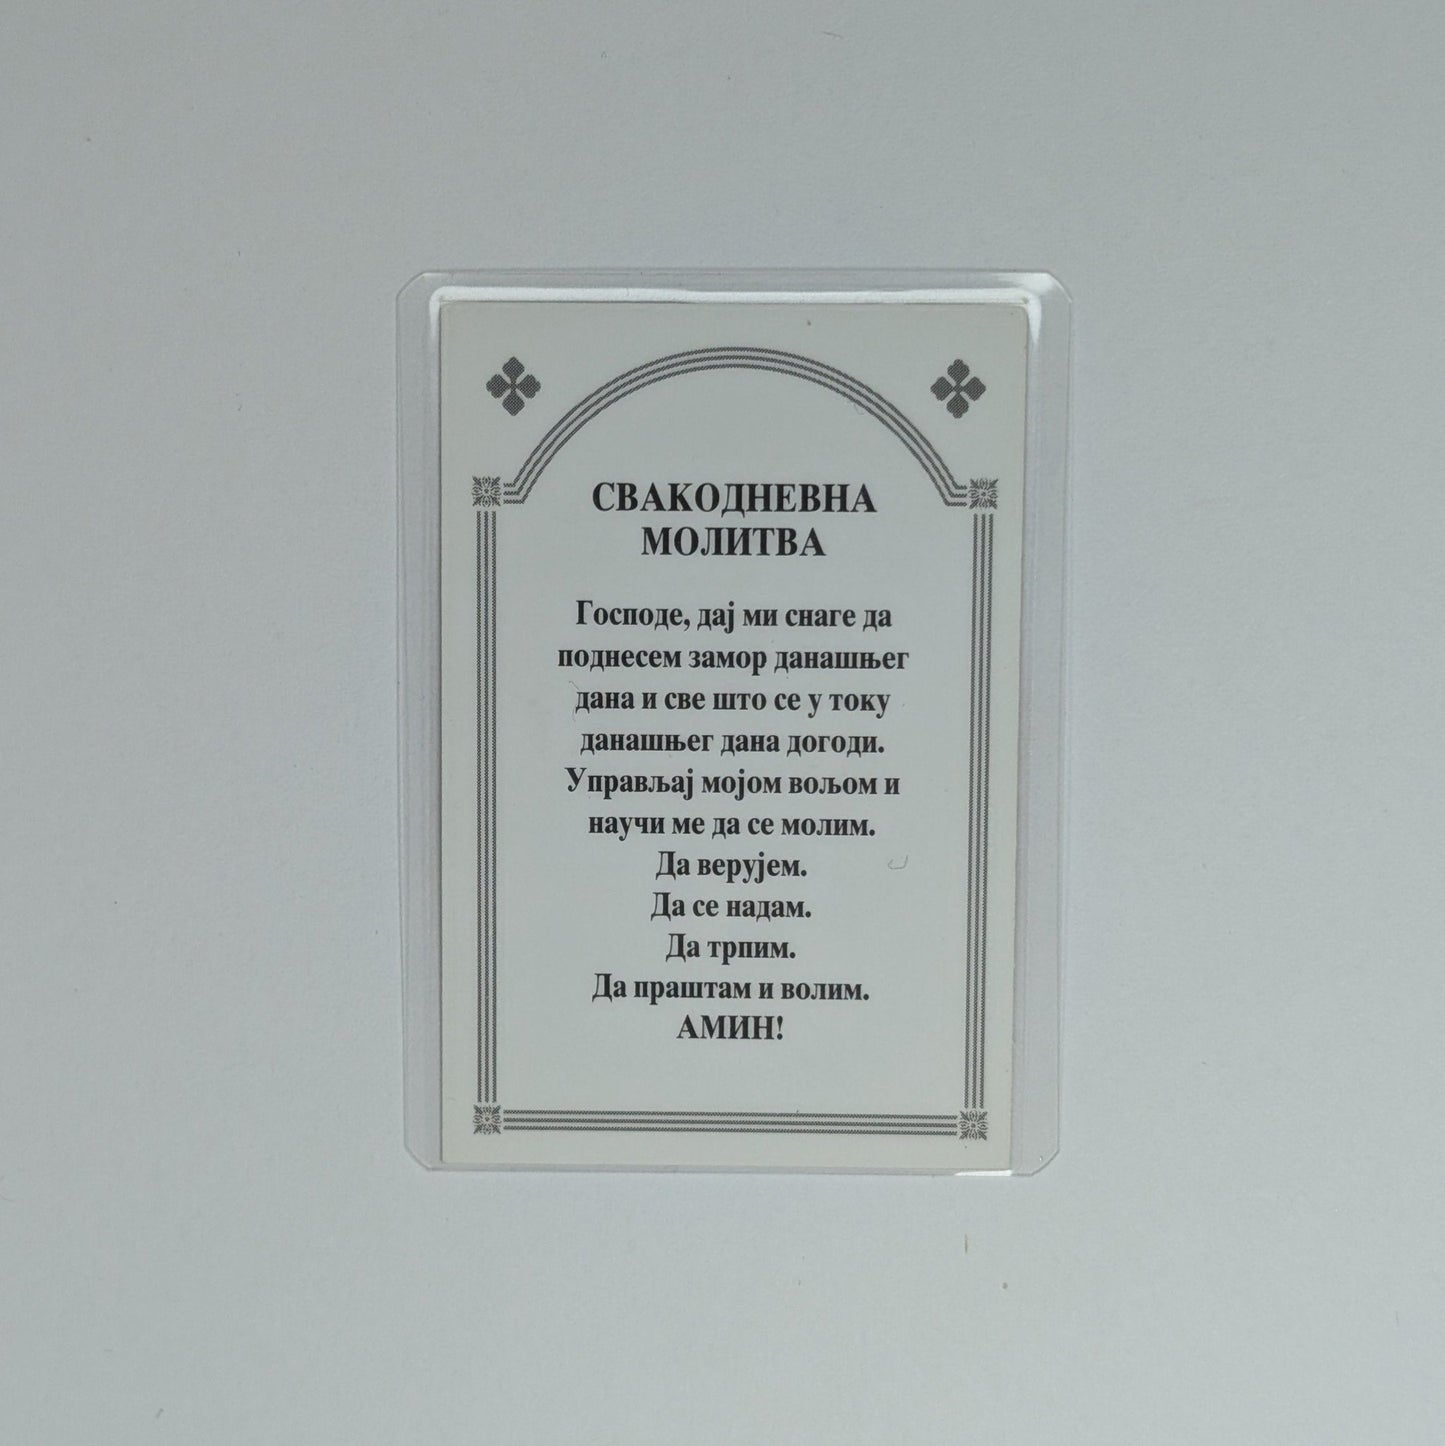 СВАКОДНЕВНА
МОЛИТВА
Господе, дај ми снаге да
поднесем замор данашњег
дана и све што се у току
данашњег дана догоди.
Управљај мојом вољом и
научи ме да се молим.
Да верујем.
Да се надам.
Да трпим.
Да праштам и волим.
АМИН!